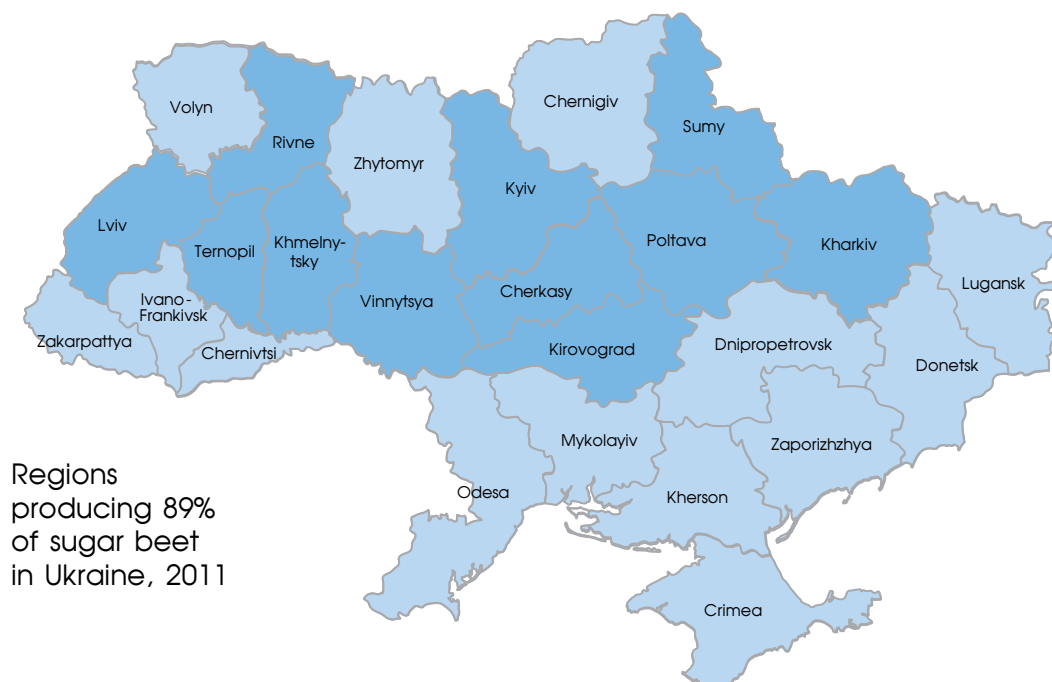 Chernigiv
Volyn
Sumy
Rivne
Zhytomyr
Kyiv
Lviv
Ternopil
Khmelny-
tsky
Poltava
Kharkiv
Lugansk
Vinnytsya
Cherkasy
Ivano-
Frankivsk
Zakarpattya
Chernivtsi
Kirovograd
Dnipropetrovsk
Donetsk
Mykolayiv
Zaporizhzhya
Odesa
Kherson
Crimea
Regions
producing 89%
of sugar beet
in Ukraine, 2011